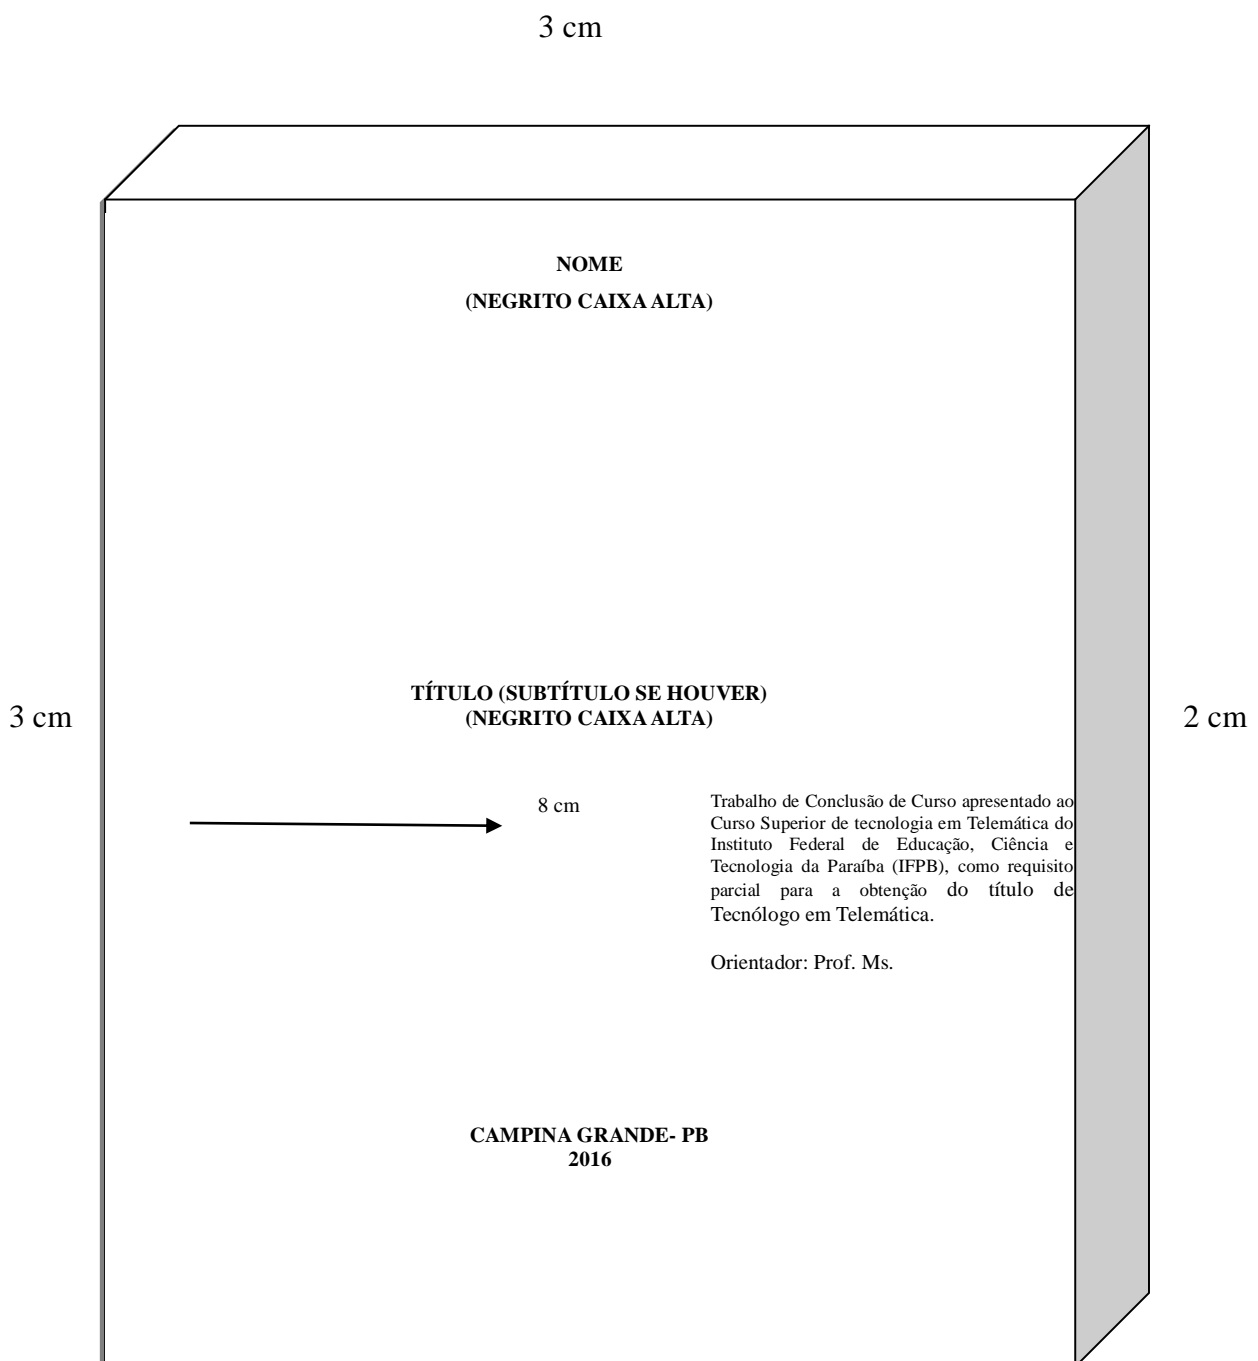 3 cm
NOME
(NEGRITO CAIXA ALTA)
TÍTULO (SUBTÍTULO SE HOUVER)
(NEGRITO CAIXA ALTA)
3 cm
2 cm
8 cm
Trabalho de Conclusão de Curso apresentado ao
Curso Superior de tecnologia em Telemática do
Instituto Federal de Educação, Ciência e
Tecnologia da Paraíba (IFPB), como requisito
parcial para a obtenção do título de
Tecnólogo em Telemática.
Orientador: Prof. Ms.
CAMPINA GRANDE- PB
2016